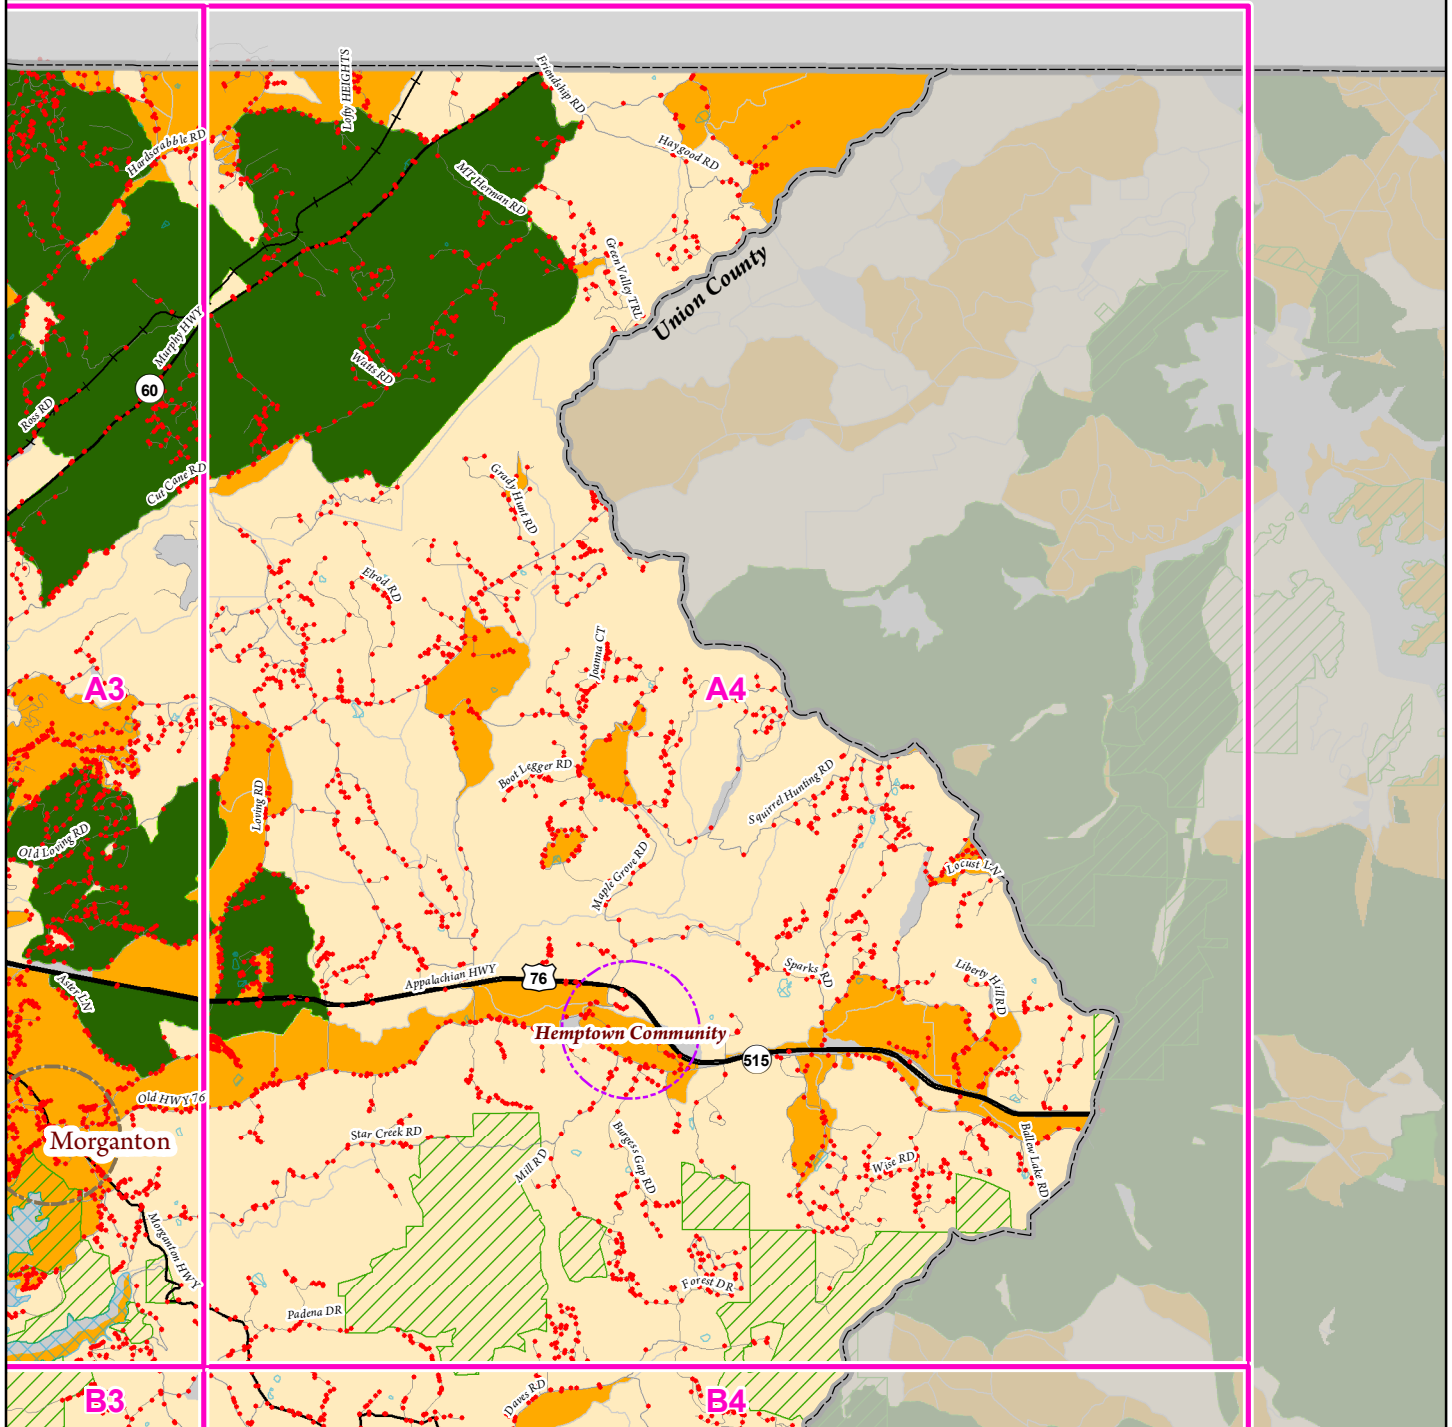 Lofty HEIGHTS
Friendship RD
Hardscrabble RD
Haygood RD
MT Herman RD
Green Valley TRL
Union County
Murphy HWY
60
Watts RD
Ross RD
Cut Cane RD
Grady Hunt RD
Elrod RD
Joanna CT
A3
A4
Boot Legger RD
Squirrel Hunting RD
Loving RD
Old Loving RD
Maple Grove RD
Locust LN
Aster LN
Appalachian HWY
76
Sparks RD
Liberty Hill RD
Hemptown Community
515
Old HWY 76
Morganton
Star Creek RD
Mill RD
Burgess Gap RD
Wise RD
Ballew Lake RD
Morganton HWY
Forest DR
Padena DR
B3
Daves RD
B4